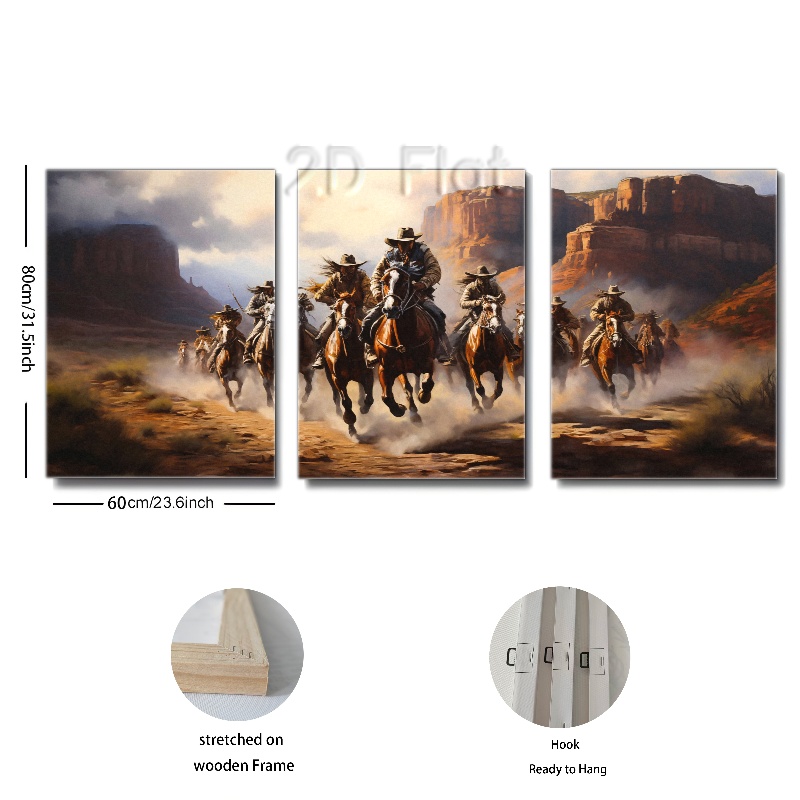 2D Flat
80cm/31.5inch
60cm/23.6inch
stretched on
wooden Frame
Hook
Ready to Hang